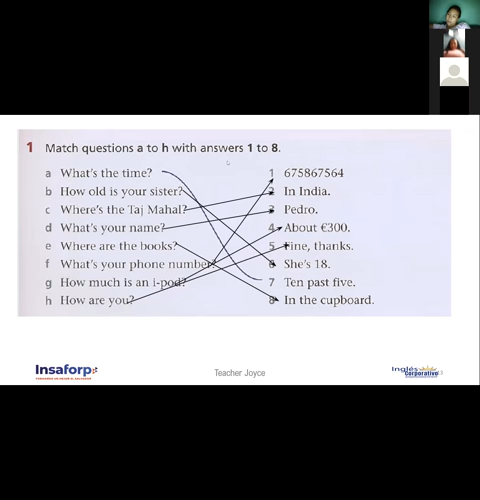 1 Match questions a to h with answers 1 to 8.
a What's the time? 1 675867564
b How old is your sister? 2 In India.
c Where's the Taj Mahal? 3 Pedro.
d What's your name? 4 About €300.
e Where are the books? 5 Fine, thanks.
f What's your phone number? 6 She's 18.
g How much is an i-pod? 7 Ten past five.
h How are you? 8 In the cupboard.
Insaforp
Teacher Joyce
Inglés
Corporativo